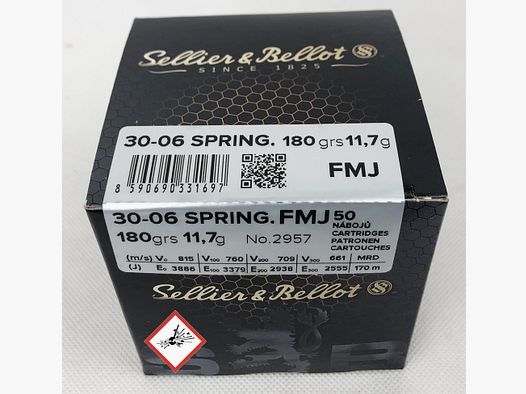 Sellier & Bellot S
SINCE 1825
30-06 SPRING. 180 grs 11,7g
FMJ
8 590690 331697
30-06 SPRING. FMJ 50
NÁBOJŮ
CARTRIDGES
PATRONEN
CARTOUCHES
180grs 11,7g No.2957
(m/s) V0 815 V100 760 V200 709 V300 661 MRD
(J) E0 3886 E100 3379 E200 2938 E300 2555 170 m
Sellier & Bellot S
S&B